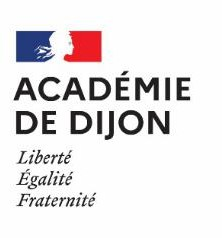 ACADÉMIE
DE DIJON
Liberté
Égalité
Fraternité